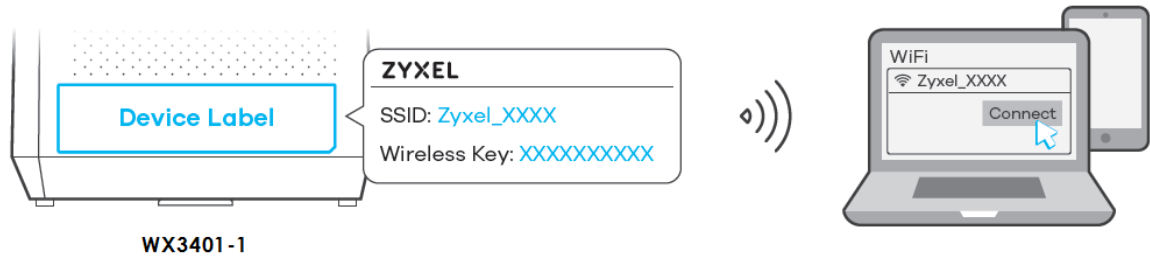 Device Label
ZYXEL
SSID: Zyxel_XXXX
Wireless Key: XXXXXXXXXX
WiFi
Zyxel_XXXX
Connect
WX3401-1